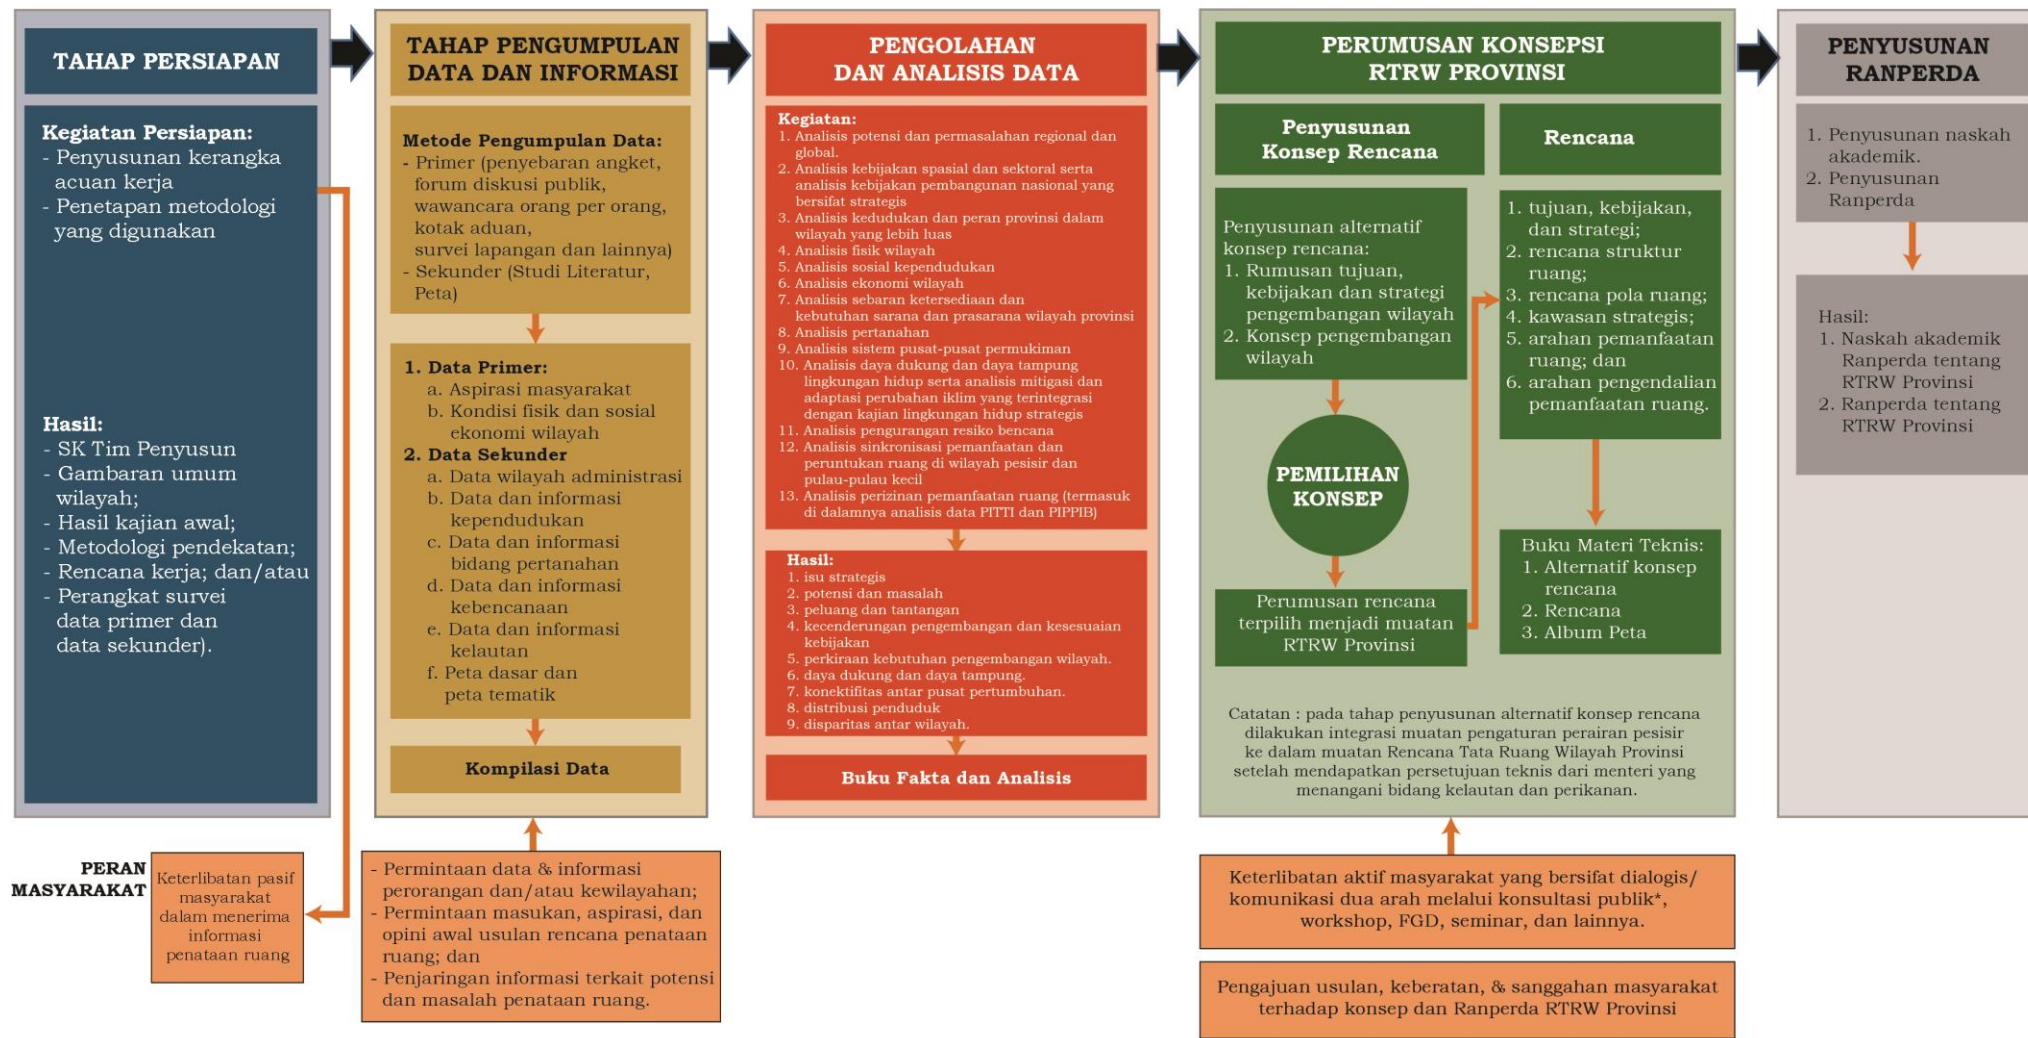 TAHAP PERSIAPAN
Kegiatan Persiapan:
- Penyusunan kerangka
acuan kerja
- Penetapan metodologi
yang digunakan
Hasil:
- SK Tim Penyusun
- Gambaran umum
wilayah;
- Hasil kajian awal;
- Metodologi pendekatan;
- Rencana kerja; dan/atau
- Perangkat survei
data primer dan
data sekunder).
TAHAP PENGUMPULAN
DATA DAN INFORMASI
Metode Pengumpulan Data:
- Primer (penyebaran angket,
forum diskusi publik,
wawancara orang per orang,
kotak aduan,
survei lapangan dan lainnya)
- Sekunder (Studi Literatur,
Peta)
1. Data Primer:
a. Aspirasi masyarakat
b. Kondisi fisik dan sosial
ekonomi wilayah
2. Data Sekunder
a. Data wilayah administrasi
b. Data dan informasi
kependudukan
c. Data dan informasi
bidang pertanahan
d. Data dan informasi
kebencanaan
e. Data dan informasi
kelautan
f. Peta dasar dan
peta tematik
Kompilasi Data
PENGOLAHAN
DAN ANALISIS DATA
Kegiatan:
1. Analisis potensi dan permasalahan regional dan
global.
2. Analisis kebijakan spasial dan sektoral serta
analisis kebijakan pembangunan nasional yang
bersifat strategis
3. Analisis kedudukan dan peran provinsi dalam
wilayah yang lebih luas
4. Analisis fisik wilayah
5. Analisis sosial kependudukan
6. Analisis ekonomi wilayah
7. Analisis sebaran ketersediaan dan
kebutuhan sarana dan prasarana wilayah provinsi
8. Analisis pertanahan
9. Analisis sistem pusat-pusat permukiman
10. Analisis daya dukung dan daya tampung
lingkungan hidup serta analisis mitigasi dan
adaptasi perubahan iklim yang terintegrasi
dengan kajian lingkungan hidup strategis
11. Analisis pengurangan resiko bencana
12. Analisis sinkronisasi pemanfaatan dan
peruntukan ruang di wilayah pesisir dan
pulau-pulau kecil
13. Analisis perizinan pemanfaatan ruang (termasuk
di dalamnya analisis data PITTI dan PIPPIB)
Hasil:
1. isu strategis
2. potensi dan masalah
3. peluang dan tantangan
4. kecenderungan pengembangan dan kesesuaian
kebijakan
5. perkiraan kebutuhan pengembangan wilayah.
6. daya dukung dan daya tampung.
7. konektifitas antar pusat pertumbuhan.
8. distribusi penduduk
9. disparitas antar wilayah.
Buku Fakta dan Analisis
PERUMUSAN KONSEPSI
RTRW PROVINSI
Penyusunan
Konsep Rencana
Penyusunan alternatif
konsep rencana:
1. Rumusan tujuan,
kebijakan dan strategi
pengembangan wilayah
2. Konsep pengembangan
wilayah
PEMILIHAN
KONSEP
Perumusan rencana
terpilih menjadi muatan
RTRW Provinsi
Rencana
1. tujuan, kebijakan,
dan strategi;
2. rencana struktur
ruang;
3. rencana pola ruang;
4. kawasan strategis;
5. arahan pemanfaatan
ruang; dan
6. arahan pengendalian
pemanfaatan ruang.
Buku Materi Teknis:
1. Alternatif konsep
rencana
2. Rencana
3. Album Peta
Catatan : pada tahap penyusunan alternatif konsep rencana
dilakukan integrasi muatan pengaturan perairan pesisir
ke dalam muatan Rencana Tata Ruang Wilayah Provinsi
setelah mendapatkan persetujuan teknis dari menteri yang
menangani bidang kelautan dan perikanan.
PENYUSUNAN
RANPERDA
1. Penyusunan naskah
akademik.
2. Penyusunan
Ranperda
Hasil:
1. Naskah akademik
Ranperda tentang
RTRW Provinsi
2. Ranperda tentang
RTRW Provinsi
PERAN
MASYARAKAT
Keterlibatan pasif
masyarakat
dalam menerima
informasi
penataan ruang
- Permintaan data & informasi
perorangan dan/atau kewilayahan;
- Permintaan masukan, aspirasi, dan
opini awal usulan rencana penataan
ruang; dan
- Penjaringan informasi terkait potensi
dan masalah penataan ruang.
Keterlibatan aktif masyarakat yang bersifat dialogis/
komunikasi dua arah melalui konsultasi publik*,
workshop, FGD, seminar, dan lainnya.
Pengajuan usulan, keberatan, & sanggahan masyarakat
terhadap konsep dan Ranperda RTRW Provinsi